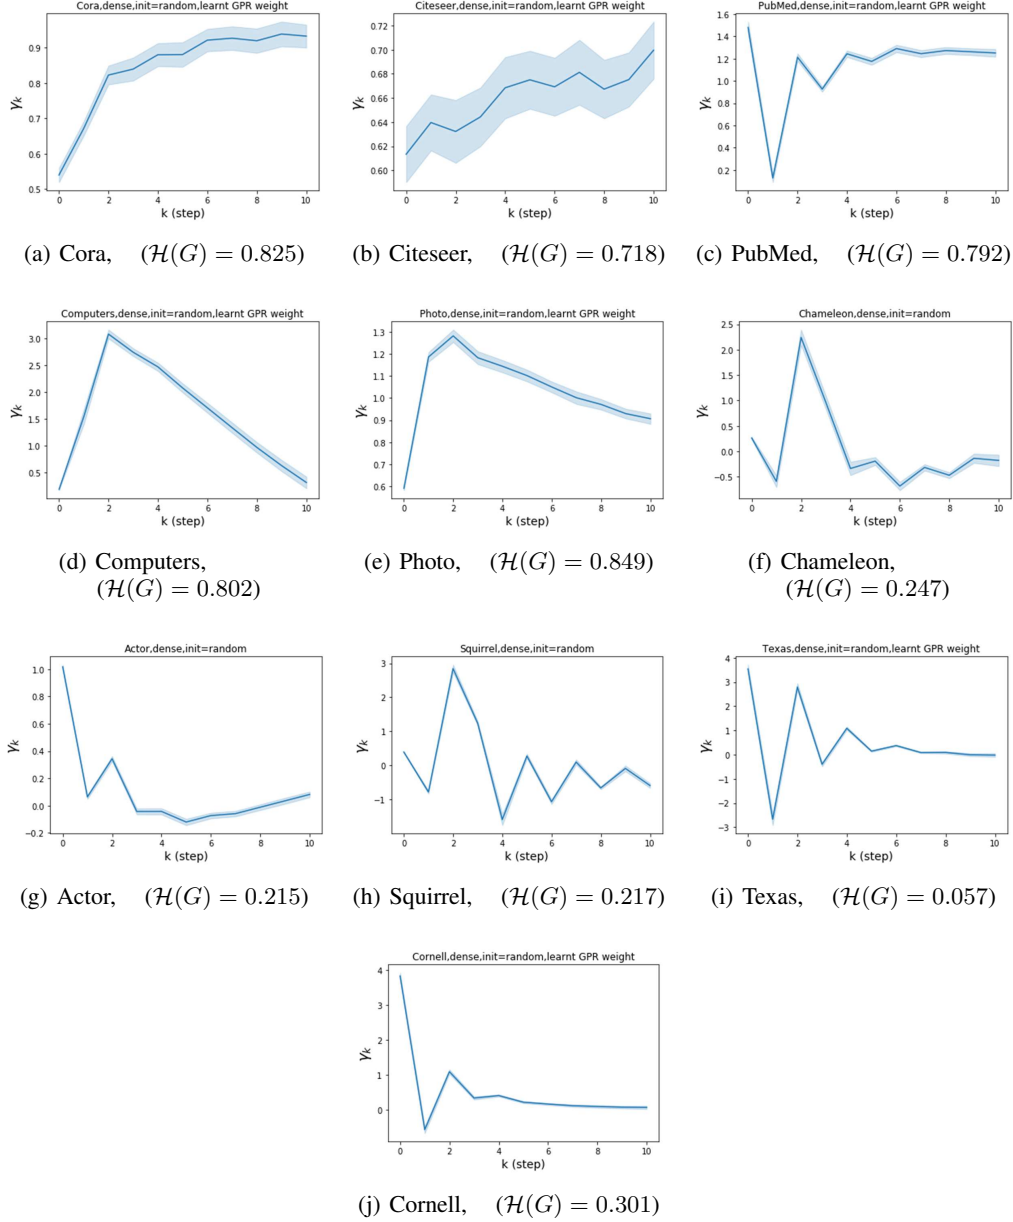 Cora,dense,init=random,learnt GPR weight
0.9
0.8
0.7
0.6
0.5
γk
0 2 4 6 8 10
k (step)
(a) Cora, (H(G) = 0.825)
Citeseer,dense,init=random,learnt GPR weight
0.72
0.70
0.68
0.66
0.64
0.62
0.60
γk
0 2 4 6 8 10
k (step)
(b) Citeseer, (H(G) = 0.718)
PubMed,dense,init=random,learnt GPR weight
1.6
1.4
1.2
1.0
0.8
0.6
0.4
0.2
γk
0 2 4 6 8 10
k (step)
(c) PubMed, (H(G) = 0.792)
Computers,dense,init=random,learnt GPR weight
3.0
2.5
2.0
1.5
1.0
0.5
γk
0 2 4 6 8 10
k (step)
(d) Computers,
(H(G) = 0.802)
Photo,dense,init=random,learnt GPR weight
1.3
1.2
1.1
1.0
0.9
0.8
0.7
0.6
γk
0 2 4 6 8 10
k (step)
(e) Photo, (H(G) = 0.849)
Chameleon,dense,init=random
2.5
2.0
1.5
1.0
0.5
0.0
−0.5
γk
0 2 4 6 8 10
k (step)
(f) Chameleon,
(H(G) = 0.247)
Actor,dense,init=random
1.0
0.8
0.6
0.4
0.2
0.0
−0.2
γk
0 2 4 6 8 10
k (step)
(g) Actor, (H(G) = 0.215)
Squirrel,dense,init=random
3
2
1
0
−1
γk
0 2 4 6 8 10
k (step)
(h) Squirrel, (H(G) = 0.217)
Texas,dense,init=random,learnt GPR weight
4
3
2
1
0
−1
−2
−3
γk
0 2 4 6 8 10
k (step)
(i) Texas, (H(G) = 0.057)
Cornell,dense,init=random,learnt GPR weight
4
3
2
1
0
γk
0 2 4 6 8 10
k (step)
(j) Cornell, (H(G) = 0.301)